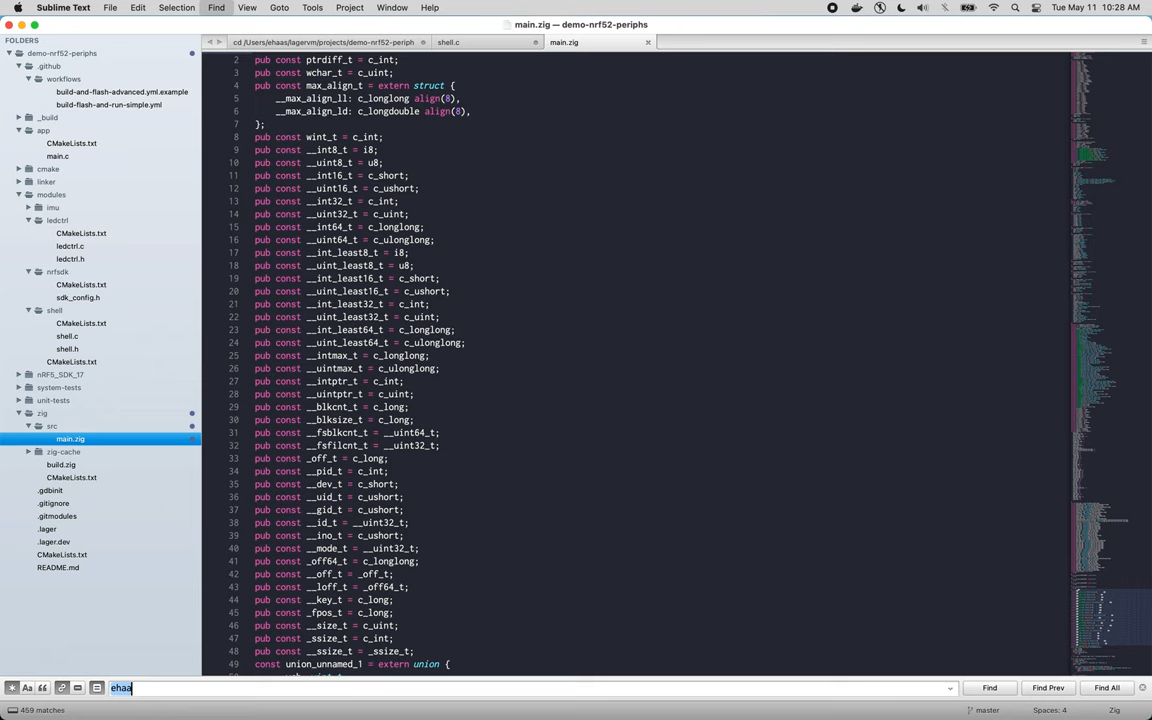 Sublime Text File Edit Selection Find View Goto Tools Project Window Help Tue May 11 10:28 AM
main.zig — demo-nrf52-periphs
cd /Users/ehaas/lagervm/projects/demo-nrf52-periph shell.c main.zig
FOLDERS
demo-nrf52-periphs
.github
workflows
build-and-flash-advanced.yml.example
build-flash-and-run-simple.yml
_build
app
CMakeLists.txt
main.c
cmake
linker
modules
imu
ledctrl
CMakeLists.txt
ledctrl.c
ledctrl.h
nrfsdk
CMakeLists.txt
sdk_config.h
shell
CMakeLists.txt
shell.c
shell.h
CMakeLists.txt
nRF5_SDK_17
system-tests
unit-tests
zig
src
main.zig
zig-cache
build.zig
CMakeLists.txt
.gdbinit
.gitignore
.gitmodules
.lager
.lager.dev
CMakeLists.txt
README.md
2 pub const ptrdiff_t = c_int;
3 pub const wchar_t = c_uint;
4 pub const max_align_t = extern struct {
5 __max_align_ll: c_longlong align(8),
6 __max_align_ld: c_longdouble align(8),
7 };
8 pub const wint_t = c_int;
9 pub const __int8_t = i8;
10 pub const __uint8_t = u8;
11 pub const __int16_t = c_short;
12 pub const __uint16_t = c_ushort;
13 pub const __int32_t = c_int;
14 pub const __uint32_t = c_uint;
15 pub const __int64_t = c_longlong;
16 pub const __uint64_t = c_ulonglong;
17 pub const __int_least8_t = i8;
18 pub const __uint_least8_t = u8;
19 pub const __int_least16_t = c_short;
20 pub const __uint_least16_t = c_ushort;
21 pub const __int_least32_t = c_int;
22 pub const __uint_least32_t = c_uint;
23 pub const __int_least64_t = c_longlong;
24 pub const __uint_least64_t = c_ulonglong;
25 pub const __intmax_t = c_longlong;
26 pub const __uintmax_t = c_ulonglong;
27 pub const __intptr_t = c_int;
28 pub const __uintptr_t = c_uint;
29 pub const __blkcnt_t = c_long;
30 pub const __blksize_t = c_long;
31 pub const __fsblkcnt_t = __uint64_t;
32 pub const __fsfilcnt_t = __uint32_t;
33 pub const _off_t = c_long;
34 pub const __pid_t = c_int;
35 pub const __dev_t = c_short;
36 pub const __uid_t = c_ushort;
37 pub const __gid_t = c_ushort;
38 pub const __id_t = __uint32_t;
39 pub const __ino_t = c_ushort;
40 pub const __mode_t = __uint32_t;
41 pub const _off64_t = c_longlong;
42 pub const __off_t = _off_t;
43 pub const __loff_t = _off64_t;
44 pub const __key_t = c_long;
45 pub const _fpos_t = c_long;
46 pub const __size_t = c_uint;
47 pub const _ssize_t = c_int;
48 pub const __ssize_t = _ssize_t;
49 const union_unnamed_1 = extern union {
ehaa Find Find Prev Find All
459 matches master Spaces: 4 Zig